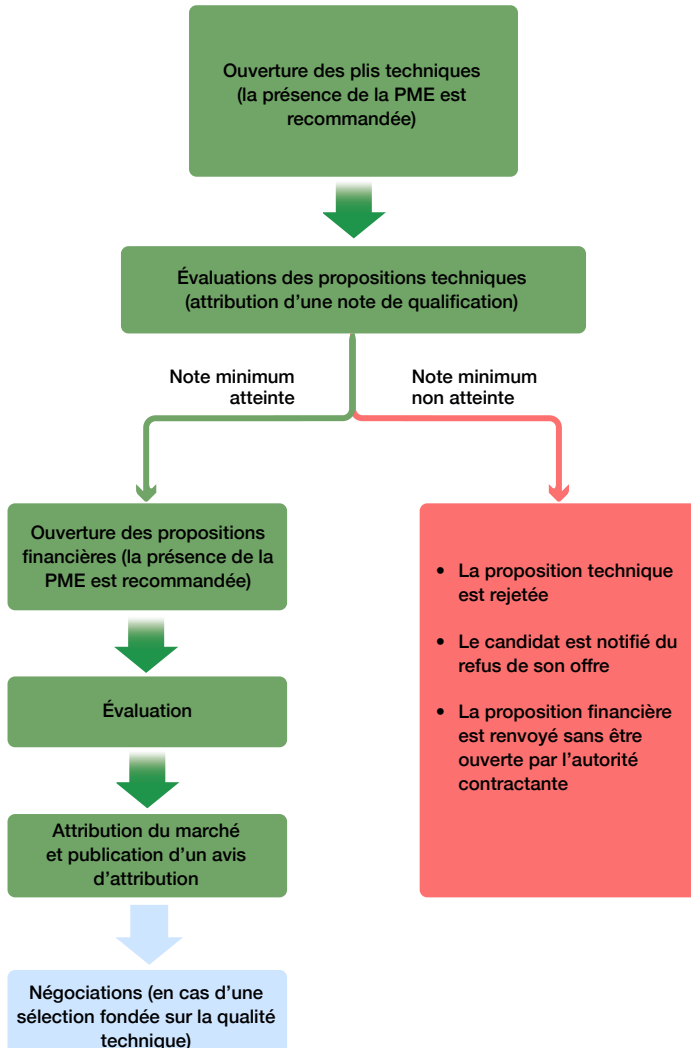 Ouverture des plis techniques
(la présence de la PME est
recommandée)
Évaluations des propositions techniques
(attribution d’une note de qualification)
Note minimum
atteinte
Note minimum
non atteinte
Ouverture des propositions
financières (la présence de la
PME est recommandée)
Évaluation
Attribution du marché
et publication d’un avis
d’attribution
Négociations (en cas d’une
sélection fondée sur la qualité
technique)
• La proposition technique
est rejetée
• Le candidat est notifié du
refus de son offre
• La proposition financière
est renvoyé sans être
ouverte par l’autorité
contractante